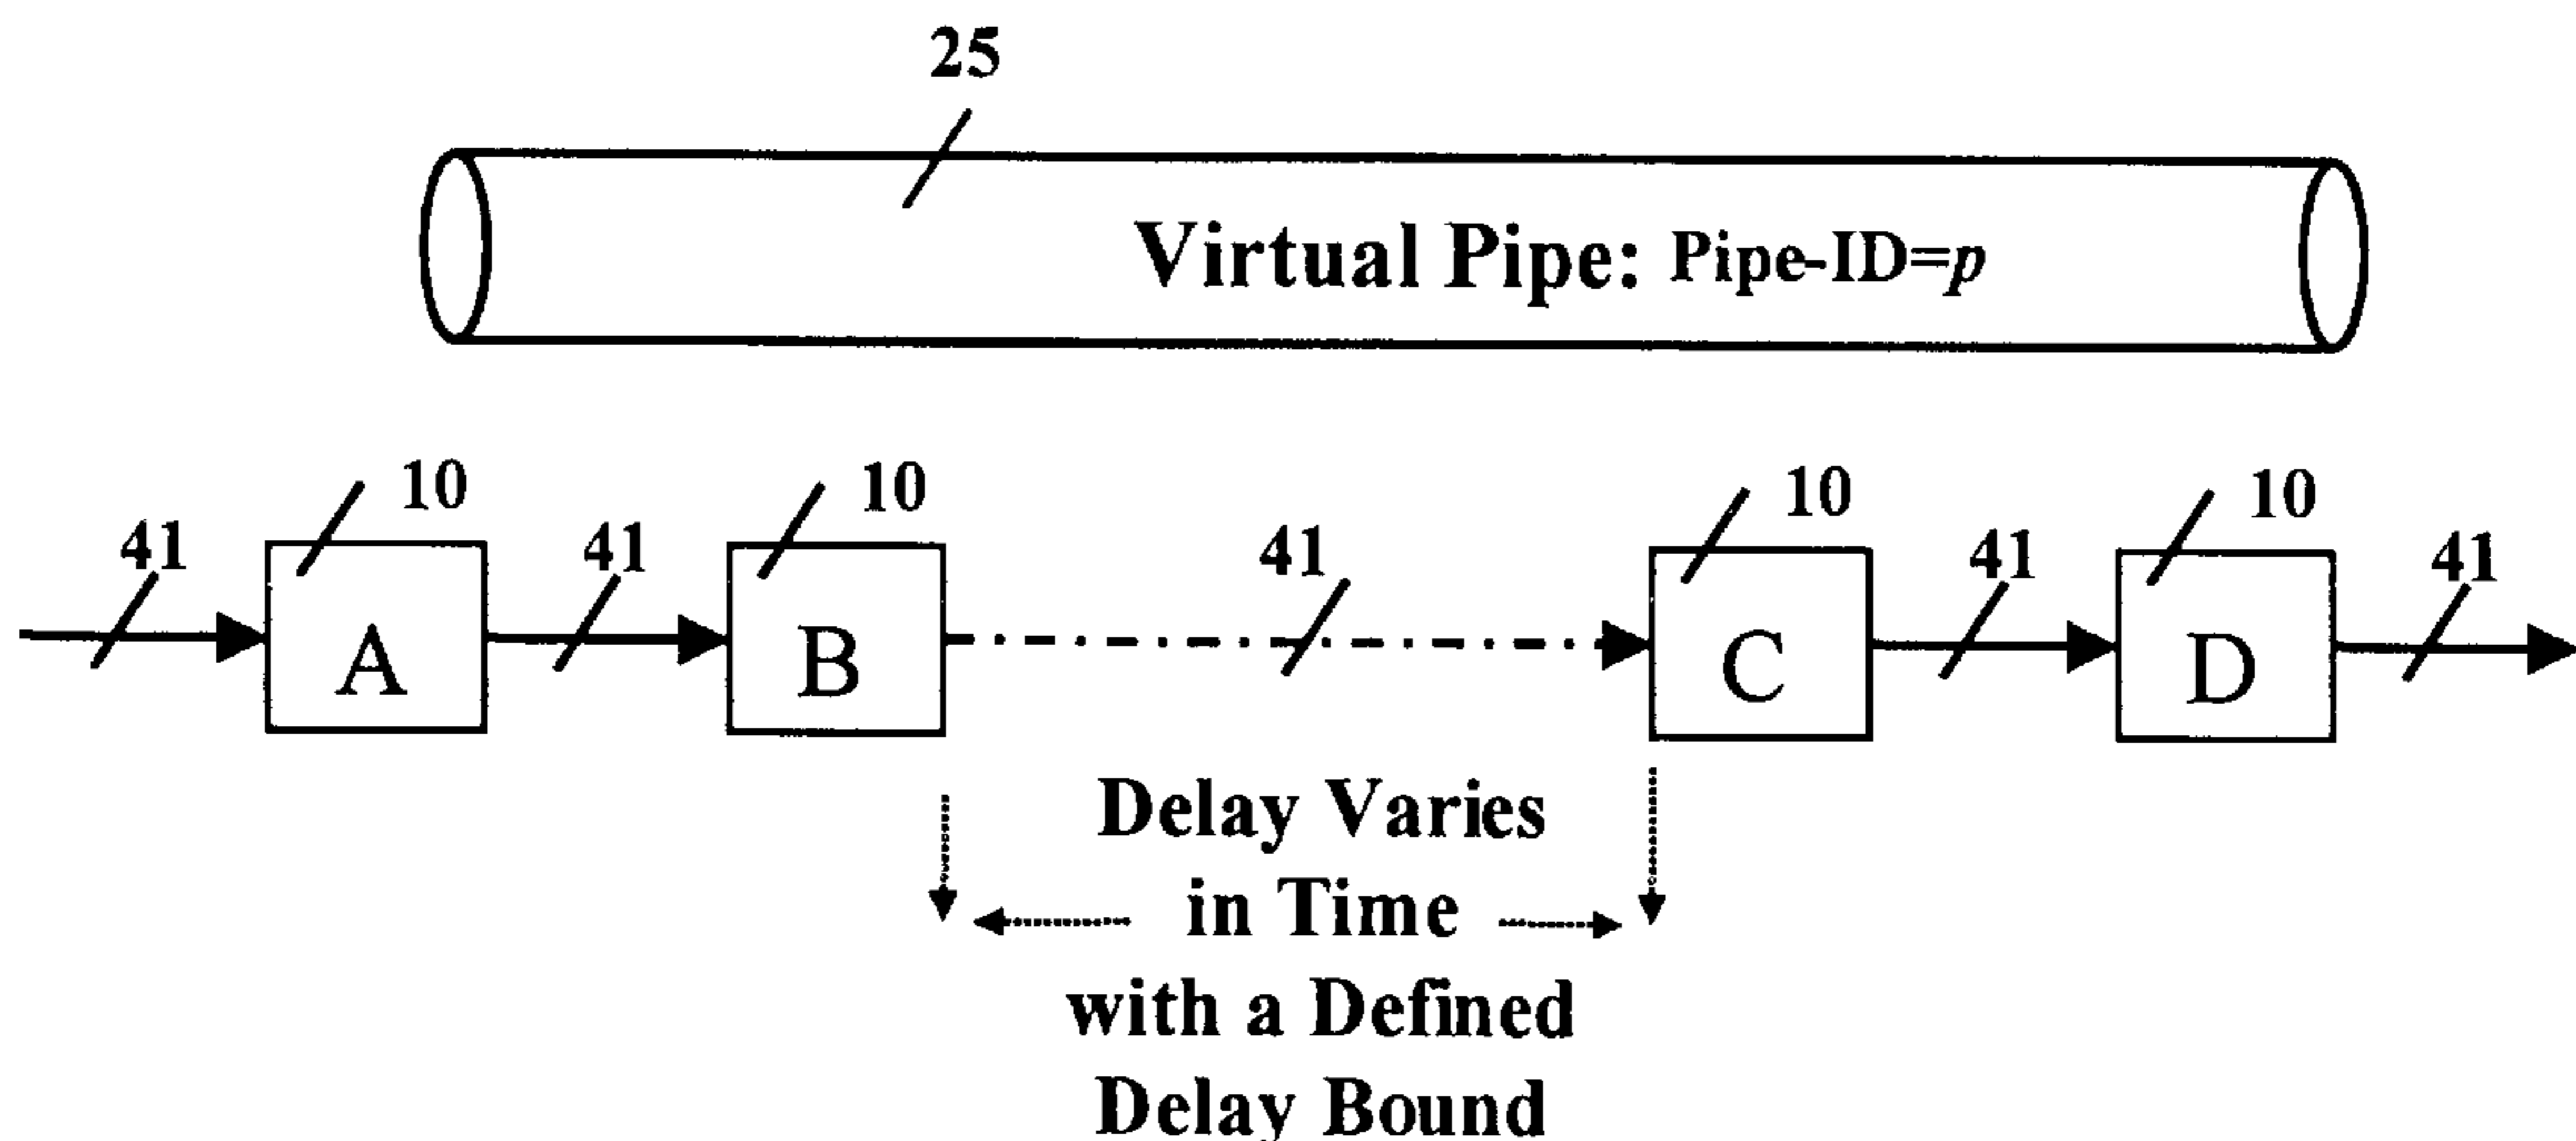 25
Virtual Pipe: Pipe-ID=p
10 10 10 10
41 41 41 41 41
A B C D
Delay Varies
in Time
with a Defined
Delay Bound